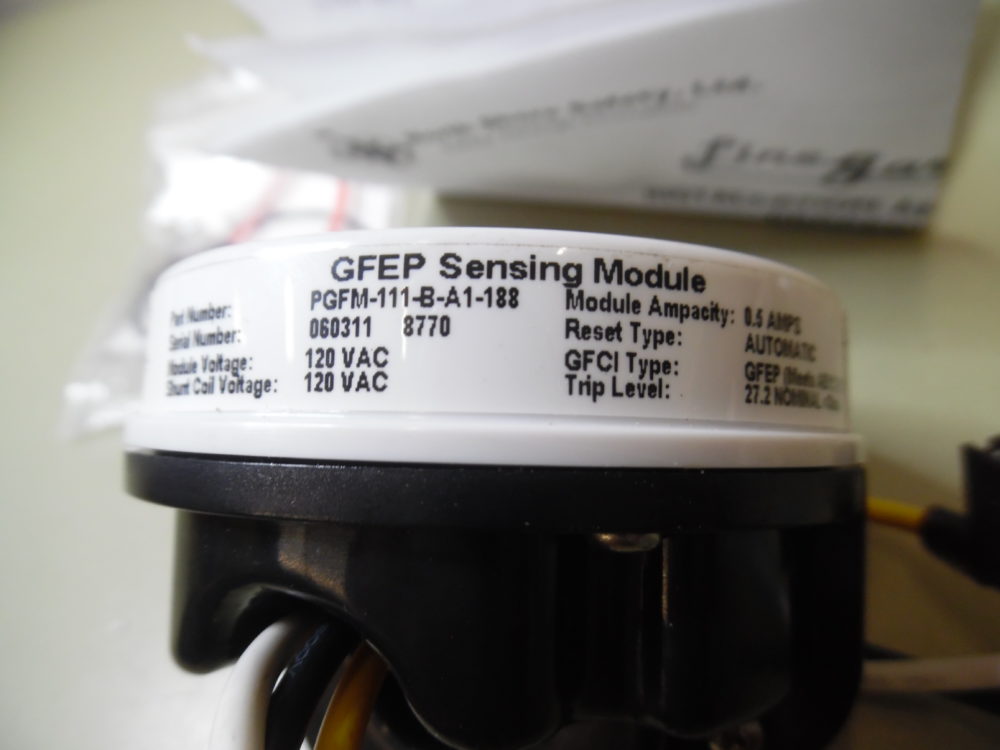 GFEP Sensing Module
Part Number: PGFM-111-B-A1-188
Serial Number: 060311 8770
Module Voltage: 120 VAC
Shunt Coil Voltage: 120 VAC
Module Ampacity: 0.5 AMPS
Reset Type: AUTOMATIC
GFCI Type: GFEP (Meets
Trip Level: 27.2 NOMINAL